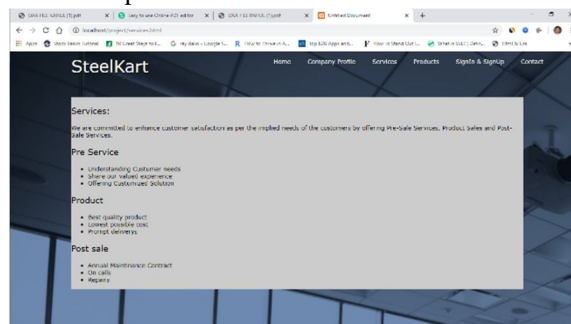 Untitled Document
localhost/project/services.html
Apps
SteelKart
Home Company Profile Services Products SignIn & SignUp Contact
Services:
We are committed to enhance customer satisfaction as per the implied needs of the customers by offering Pre-Sale Services, Product Sales and Post-
Sale Services.
Pre Service
Understanding Customer needs
Share our valued experience
Offering Customized Solution
Product
Best quality product
Lowest possible cost
Prompt deliverys
Post sale
Annual Maintinance Contract
On calls
Repairs